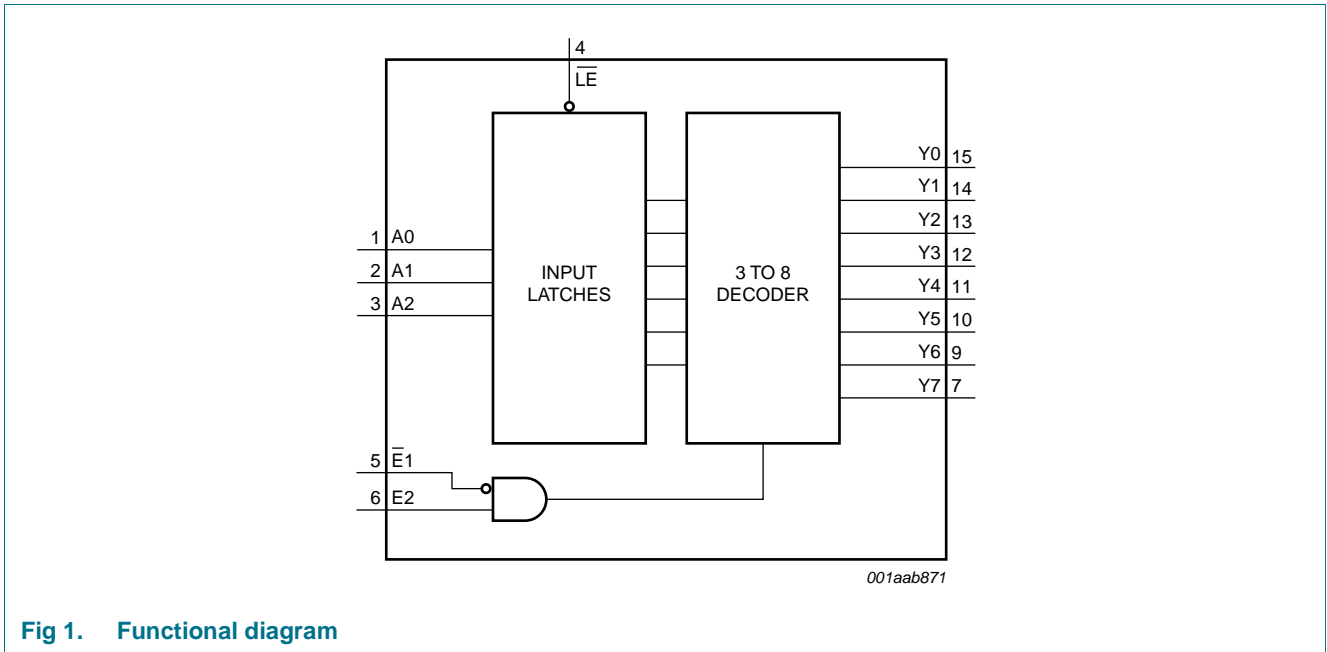 4
LE
Y0 15
Y1 14
Y2 13
1 A0
Y3 12
2 A1
INPUT
LATCHES
3 TO 8
DECODER
Y4 11
3 A2
Y5 10
Y6 9
Y7 7
5 E1
6 E2
001aab871
Fig 1. Functional diagram